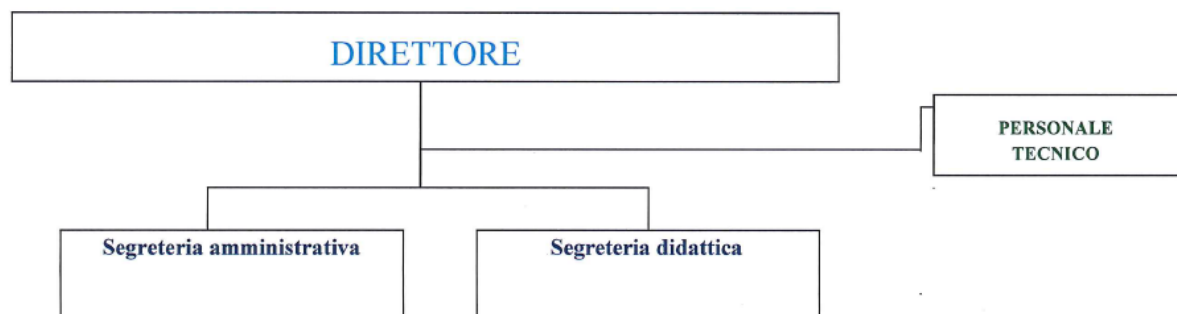 DIRETTORE
PERSONALE
TECNICO
Segreteria amministrativa
Segreteria didattica